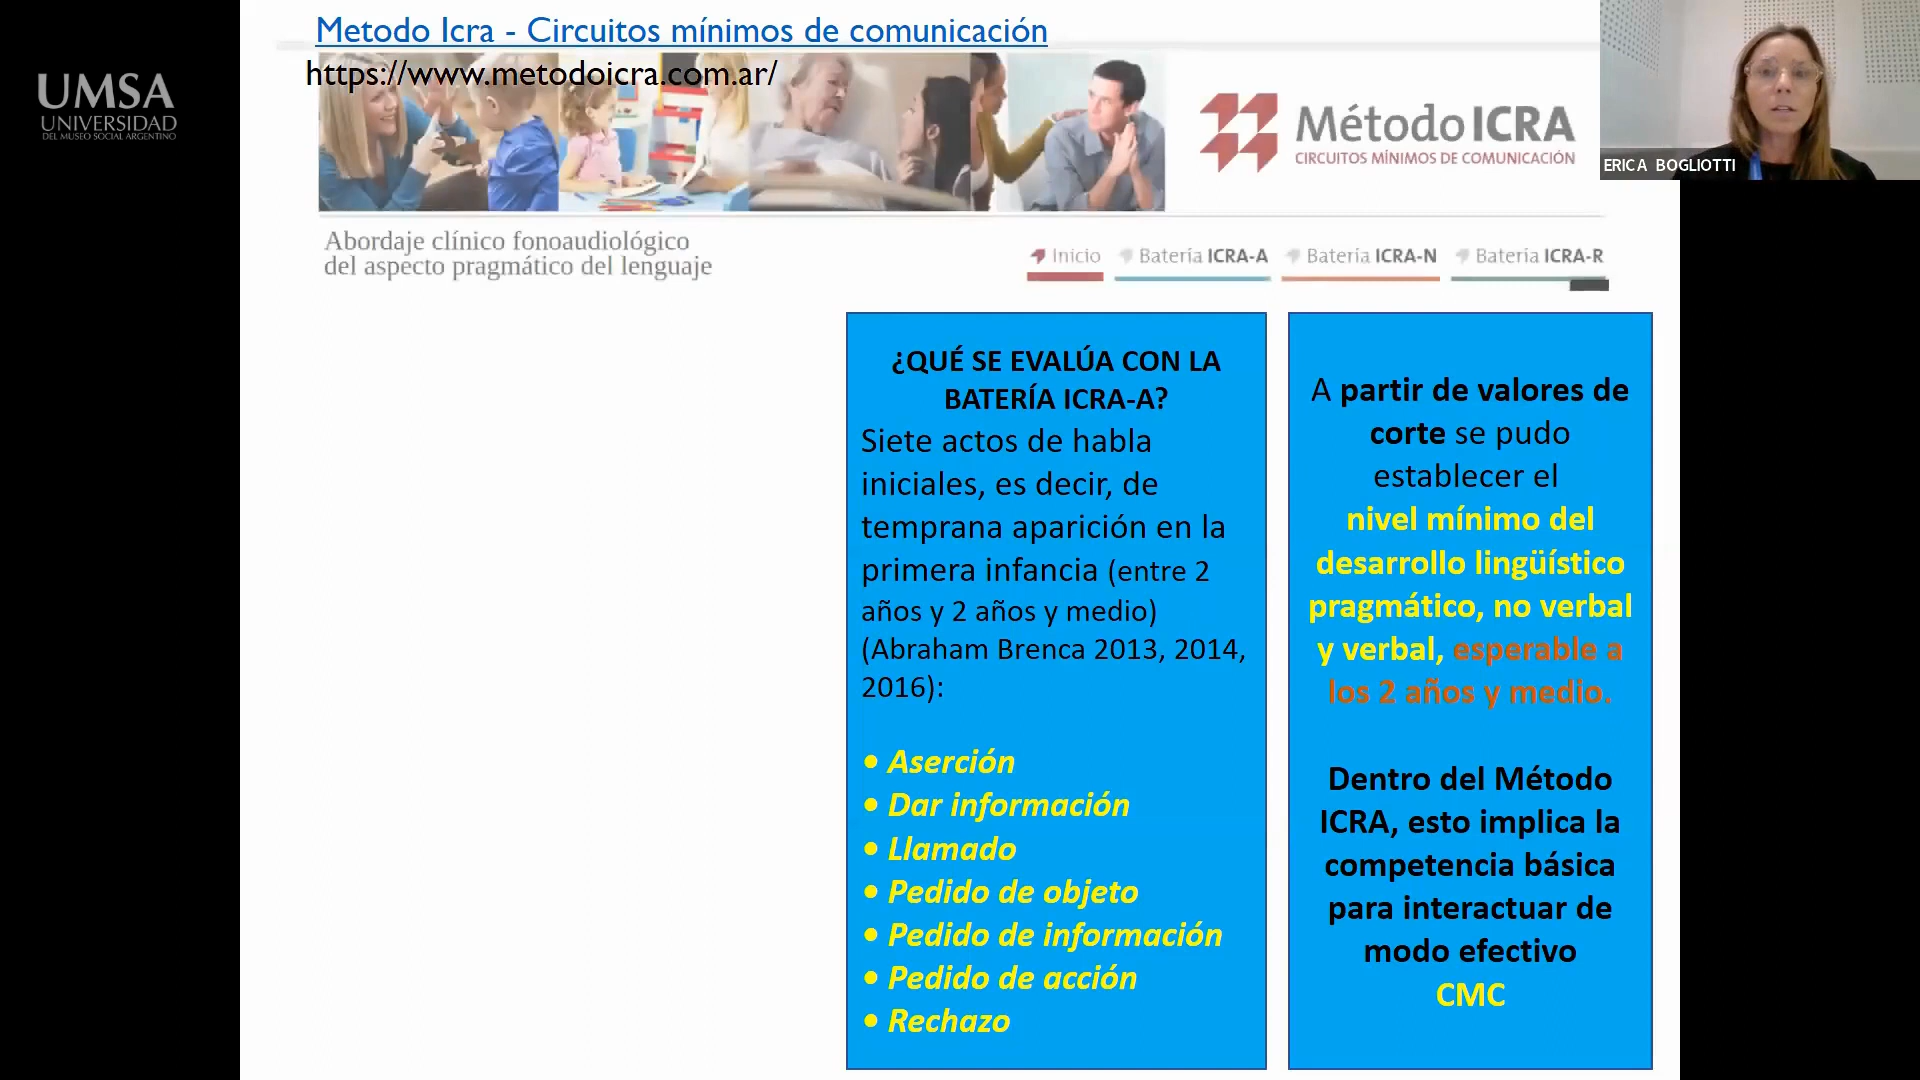 Metodo Icra - Circuitos mínimos de comunicación
https://www.metodoicra.com.ar/
UMSA
UNIVERSIDAD
DEL MUSEO SOCIAL ARGENTINO
Método ICRA
CIRCUITOS MÍNIMOS DE COMUNICACIÓN
ERICA BOGLIOTTI
Abordaje clínico fonoaudiológico
del aspecto pragmático del lenguaje
Inicio
Batería ICRA-A
Batería ICRA-N
Batería ICRA-R
¿QUÉ SE EVALÚA CON LA
BATERÍA ICRA-A?
Siete actos de habla
iniciales, es decir, de
temprana aparición en la
primera infancia (entre 2
años y 2 años y medio)
(Abraham Brenca 2013, 2014,
2016):
• Aserción
• Dar información
• Llamado
• Pedido de objeto
• Pedido de información
• Pedido de acción
• Rechazo
A partir de valores de
corte se pudo
establecer el
nivel mínimo del
desarrollo lingüístico
pragmático, no verbal
y verbal, esperable a
los 2 años y medio.
Dentro del Método
ICRA, esto implica la
competencia básica
para interactuar de
modo efectivo
CMC